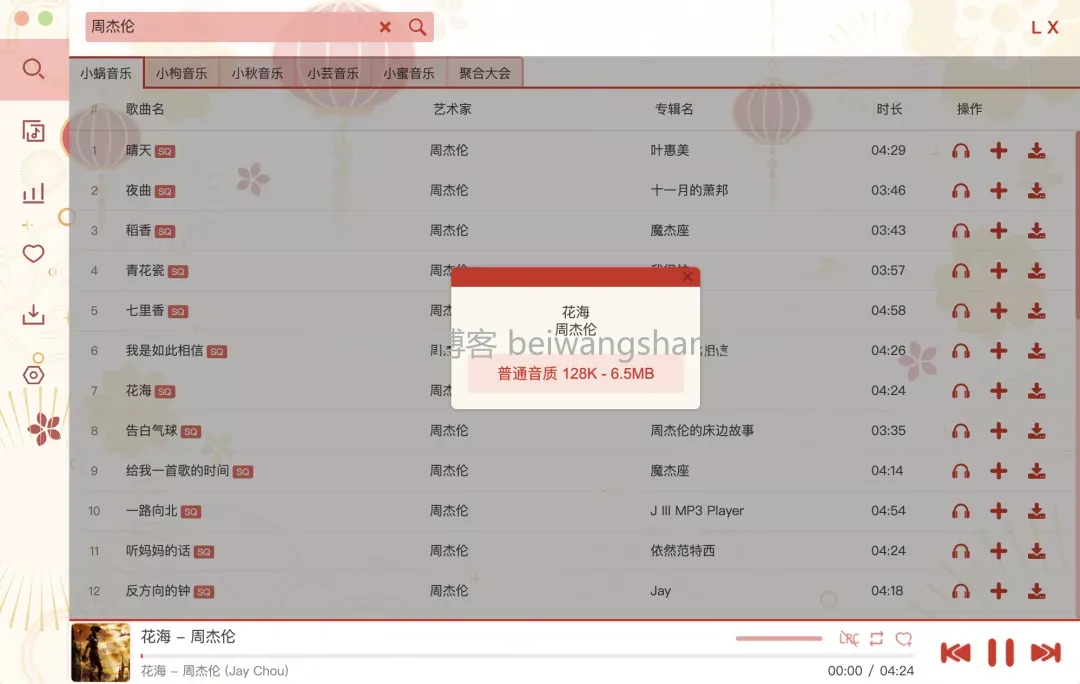 周杰伦
L X
小蜗音乐 小枸音乐 小秋音乐 小芸音乐 小蜜音乐 聚合大会
# 歌曲名 艺术家 专辑名 时长 操作
1 晴天 SQ 周杰伦 叶惠美 04:29
2 夜曲 SQ 周杰伦 十一月的萧邦 03:46
3 稻香 SQ 周杰伦 魔杰座 03:43
4 青花瓷 SQ 周杰 03:57
5 七里香 SQ 周杰 04:58
6 我是如此相信 SQ 周杰 相信 04:26
7 花海 SQ 周杰 04:24
8 告白气球 SQ 周杰伦 周杰伦的床边故事 03:35
9 给我一首歌的时间 SQ 周杰伦 魔杰座 04:14
10 一路向北 SQ 周杰伦 J III MP3 Player 04:54
11 听妈妈的话 SQ 周杰伦 依然范特西 04:24
12 反方向的钟 SQ 周杰伦 Jay 04:18
花海
周杰伦
博客 beiwangshan
普通音质 128K - 6.5MB
花海 – 周杰伦
LRC
花海 – 周杰伦 (Jay Chou)
00:00 / 04:24